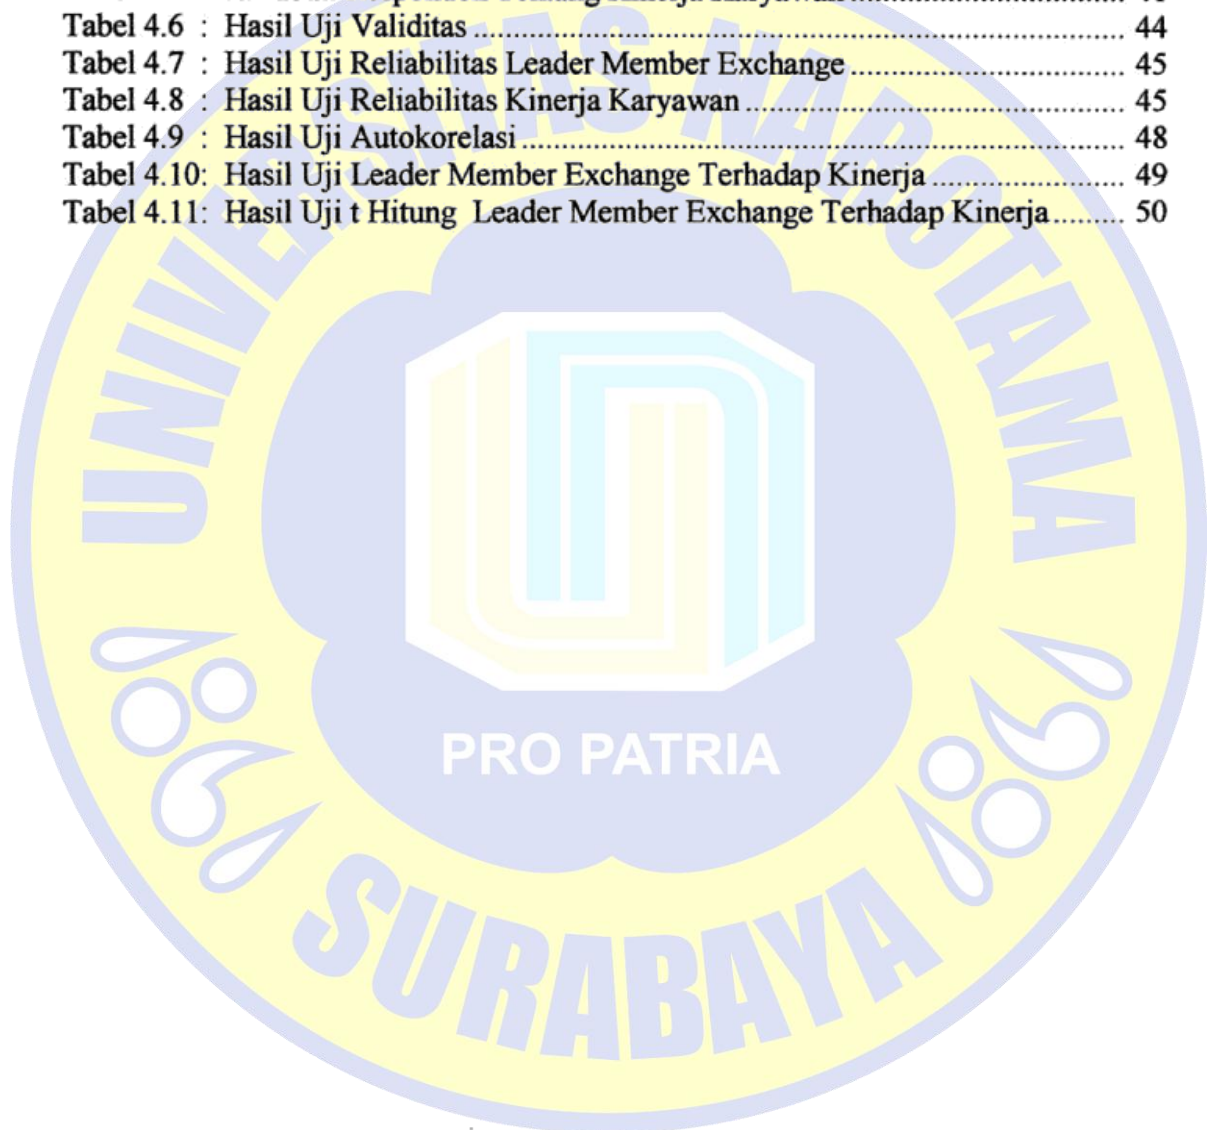 Tentang Kinerja Karyawan
Tabel 4.6 : Hasil Uji Validitas ........ 44
Tabel 4.7 : Hasil Uji Reliabilitas Leader Member Exchange ........ 45
Tabel 4.8 : Hasil Uji Reliabilitas Kinerja Karyawan ........ 45
Tabel 4.9 : Hasil Uji Autokorelasi ........ 48
Tabel 4.10: Hasil Uji Leader Member Exchange Terhadap Kinerja ........ 49
Tabel 4.11: Hasil Uji t Hitung Leader Member Exchange Terhadap Kinerja ........ 50
UNIVERSITAS NAROTAMA
PRO PATRIA
SURABAYA